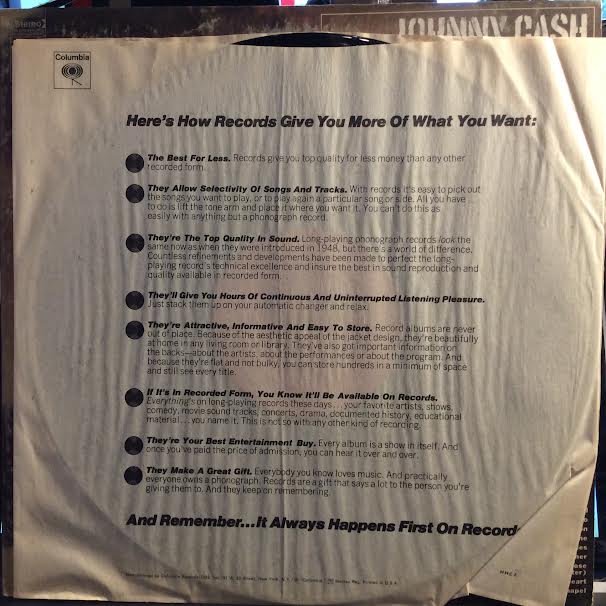 Stereo
JOHNNY CASH
Columbia
Here's How Records Give You More Of What You Want:
The Best For Less. Records give you top quality for less money than any other
recorded form.
They Allow Selectivity Of Songs And Tracks. With records it's easy to pick out
the songs you want to play, or to play again a particular song or side. All you have
to do is lift the tone arm and place it where you want it. You can't do this as
easily with anything but a phonograph record.
They're The Top Quality In Sound. Long-playing phonograph records look the
same now as when they were introduced in 1948, but there's a world of difference.
Countless refinements and developments have been made to perfect the long-
playing record's technical excellence and insure the best in sound reproduction and
quality available in recorded form.
They'll Give You Hours Of Continuous And Uninterrupted Listening Pleasure.
Just stack them up on your automatic changer and relax.
They're Attractive, Informative And Easy To Store. Record albums are never
out of place. Because of the aesthetic appeal of the jacket design, they're beautifully
at home in any living room or library. They've also got important information on
the backs—about the artists, about the performances or about the program. And
because they're flat and not bulky, you can store hundreds in a minimum of space
and still see every title.
If It's In Recorded Form, You Know It'll Be Available On Records.
Everything's on long-playing records these days...your favorite artists, shows,
comedy, movie sound tracks, concerts, drama, documented history, educational
material...you name it. This is not so with any other kind of recording.
They're Your Best Entertainment Buy. Every album is a show in itself. And
once you've paid the price of admission, you can hear it over and over.
They Make A Great Gift. Everybody you know loves music. And practically
everyone owns a phonograph. Records are a gift that says a lot to the person you're
giving them to. And they keep on remembering.
And Remember...It Always Happens First On Record